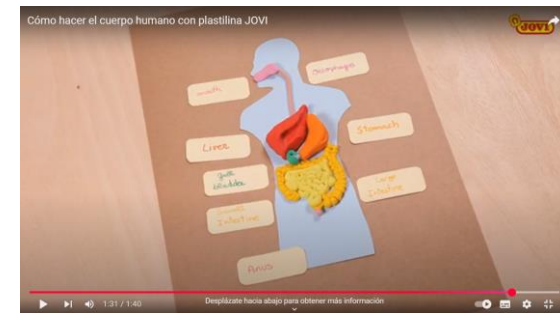 Cómo hacer el cuerpo humano con plastilina JOVI
JOVI
mouth
Liver
Gall
bladder
Small
Intestine
Anus
Stomach
Large
Intestine
1:31 / 1:40
Desplázate hacia abajo para obtener más información